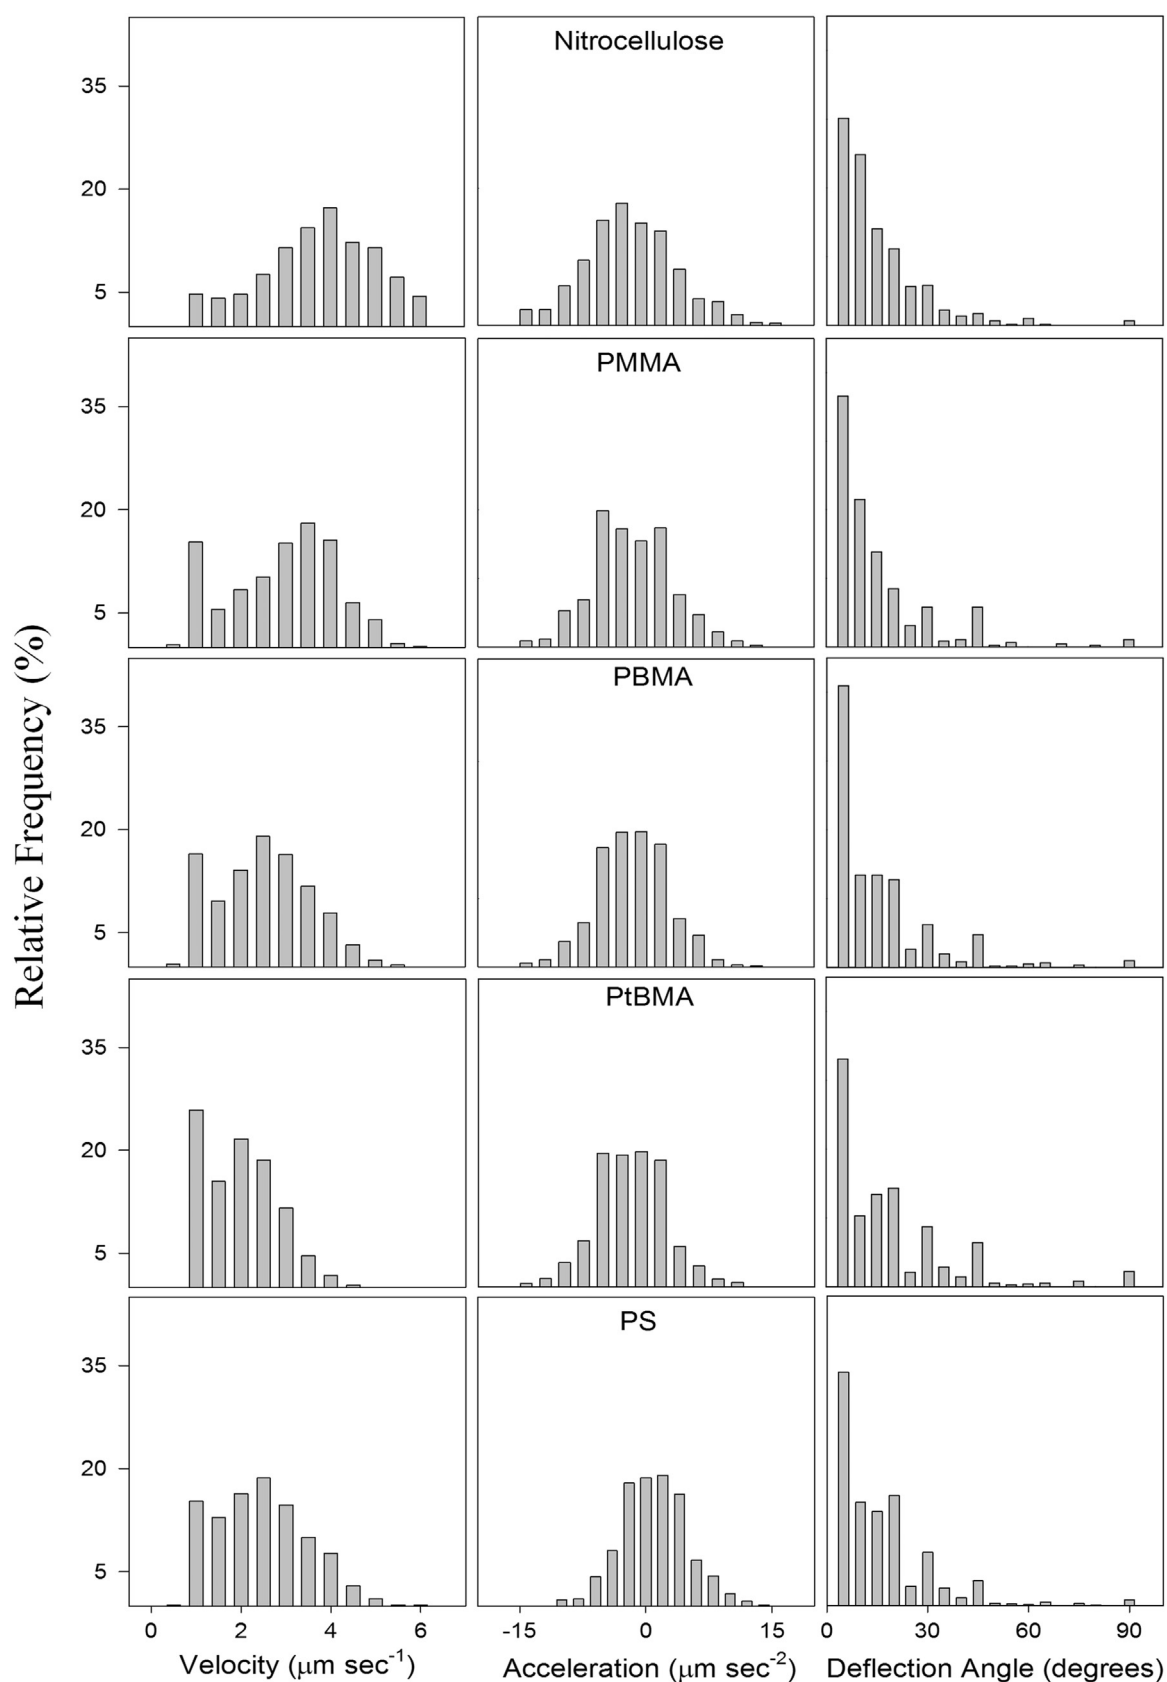 Nitrocellulose
35
20
5
PMMA
35
20
5
PBMA
35
20
5
PtBMA
35
20
5
PS
35
20
5
Relative Frequency (%)
0 2 4 6
-15 0 15
0 30 60 90
Velocity (μm sec⁻¹)
Acceleration (μm sec⁻²)
Deflection Angle (degrees)